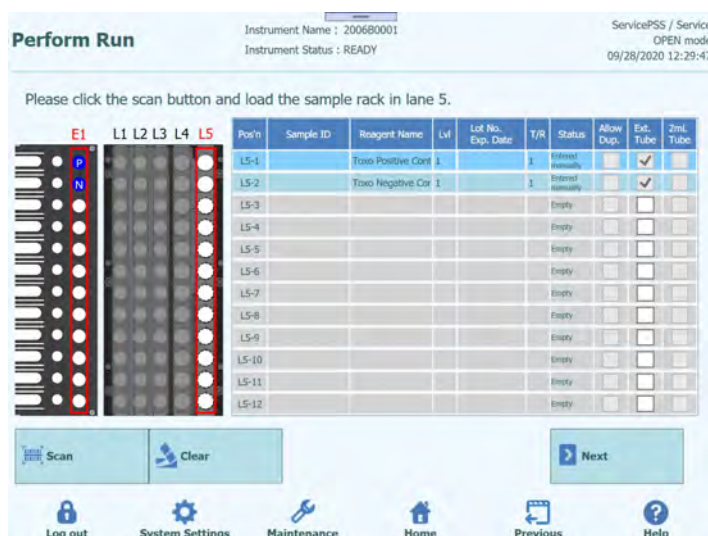 Perform Run
Instrument Name : 200680001
Instrument Status : READY
ServicePSS / Service
OPEN mode
09/28/2020 12:29:47
Please click the scan button and load the sample rack in lane 5.
E1 L1 L2 L3 L4 L5
P
N
Pos'n Sample ID Reagent Name Lvl Lot No. Exp. Date T/R Status Allow Dup. Ext. Tube 2mL Tube
L5-1 Toxo Positive Cont 1 1 Entered manually
L5-2 Toxo Negative Cor 1 1 Entered manually
L5-3 Empty
L5-4 Empty
L5-5 Empty
L5-6 Empty
L5-7 Empty
L5-8 Empty
L5-9 Empty
L5-10 Empty
L5-11 Empty
L5-12 Empty
Scan
Clear
Next
Log out System Settings Maintenance Home Previous Help